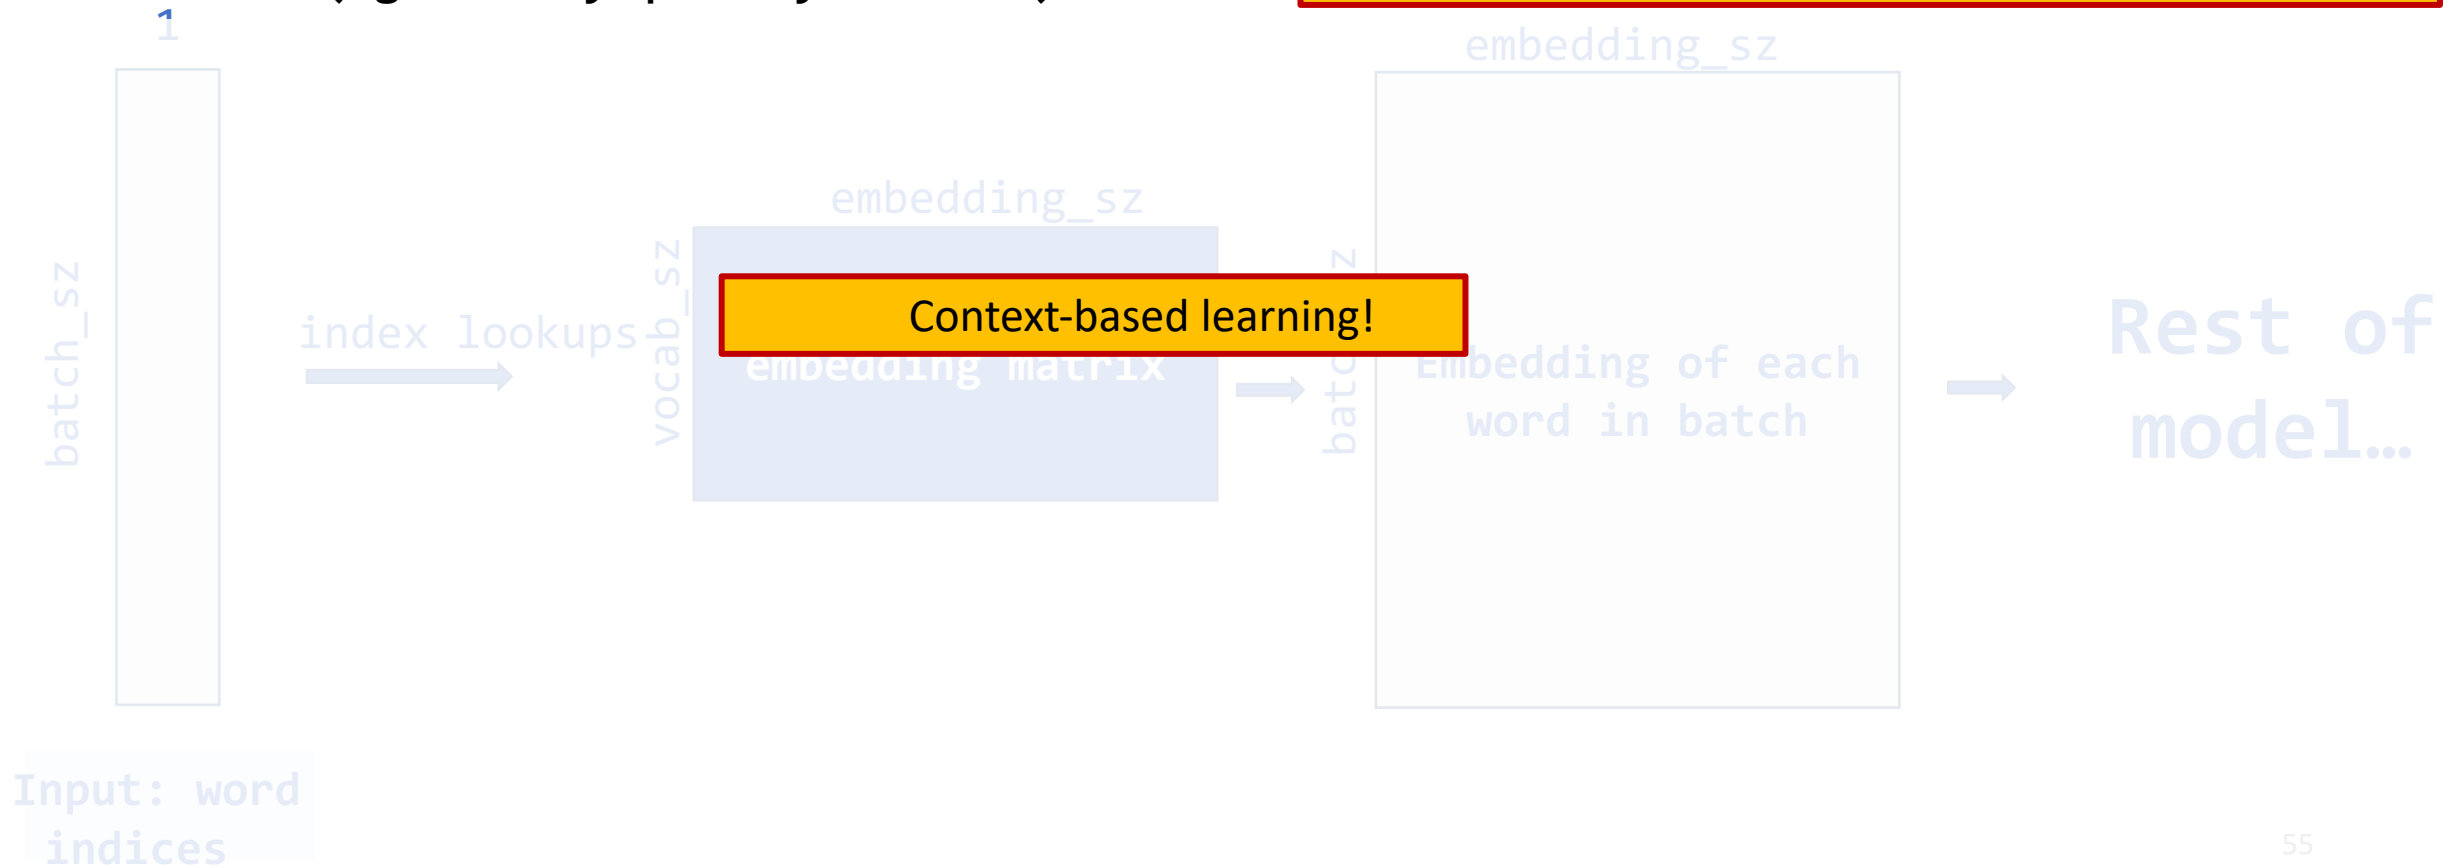 1
embedding_sz
embedding_sz
batch_sz
index lookups
vocab_sz
Context-based learning!
embedding matrix
Embedding of each
word in batch
Rest of
model…
Input: word
indices
55